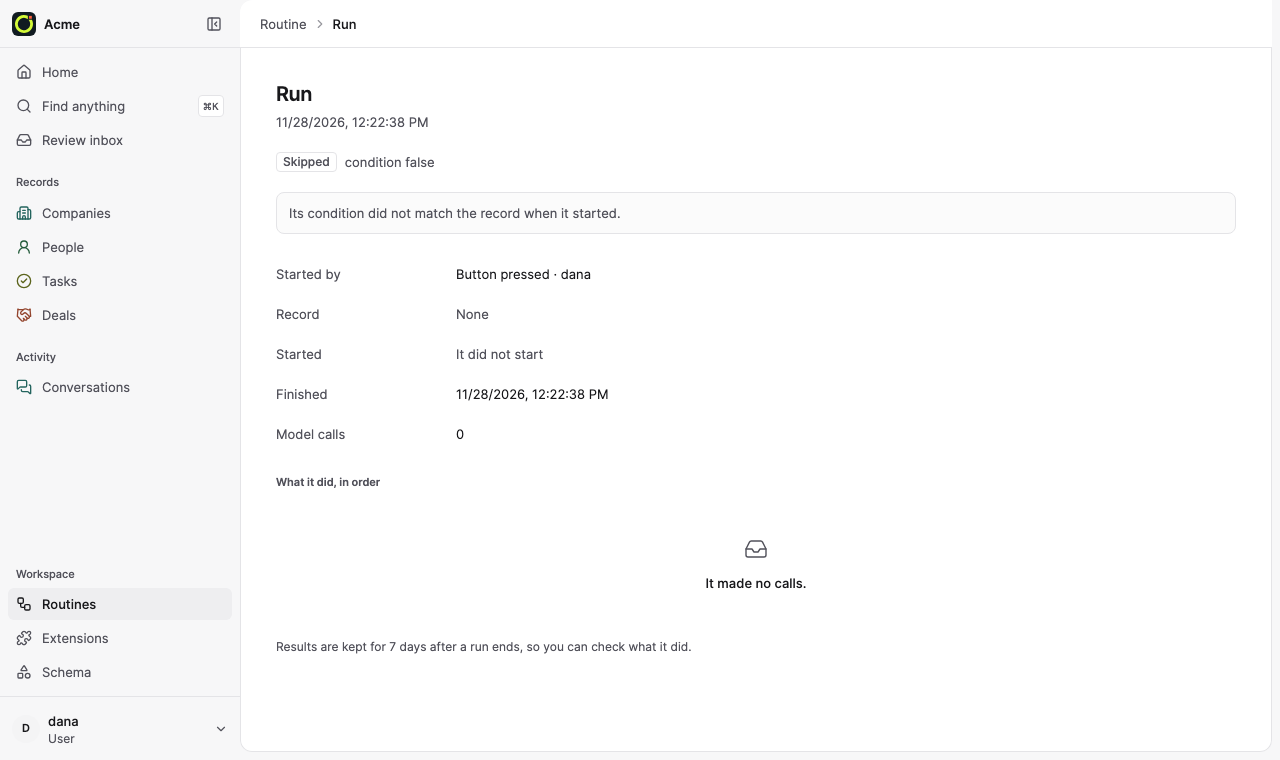 Acme
Routine > Run
Home
Find anything ⌘K
Review inbox
Records
Companies
People
Tasks
Deals
Activity
Conversations
Workspace
Routines
Extensions
Schema
D
dana
User
Run
11/28/2026, 12:22:38 PM
Skipped condition false
Its condition did not match the record when it started.
Started by Button pressed · dana
Record None
Started It did not start
Finished 11/28/2026, 12:22:38 PM
Model calls 0
What it did, in order
It made no calls.
Results are kept for 7 days after a run ends, so you can check what it did.